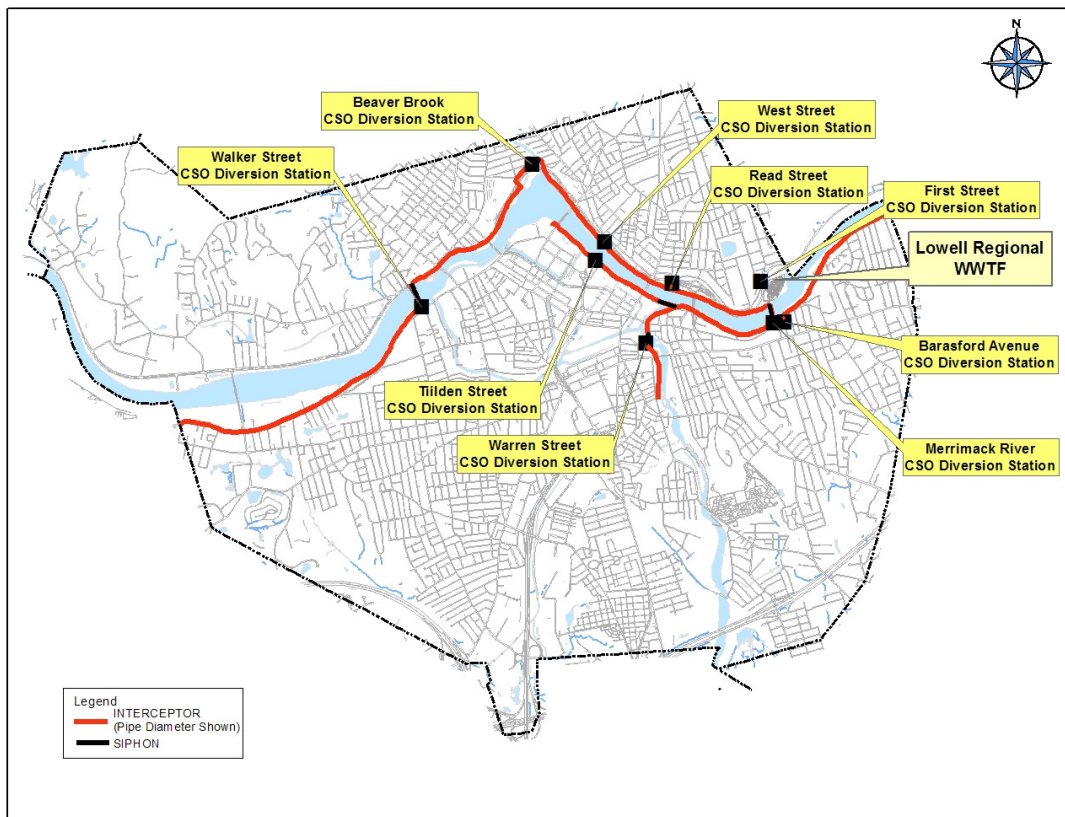 N
Beaver Brook
CSO Diversion Station
West Street
CSO Diversion Station
Walker Street
CSO Diversion Station
Read Street
CSO Diversion Station
First Street
CSO Diversion Station
Lowell Regional
WWTF
Barasford Avenue
CSO Diversion Station
Tiilden Street
CSO Diversion Station
Warren Street
CSO Diversion Station
Merrimack River
CSO Diversion Station
Legend
INTERCEPTOR
(Pipe Diameter Shown)
SIPHON